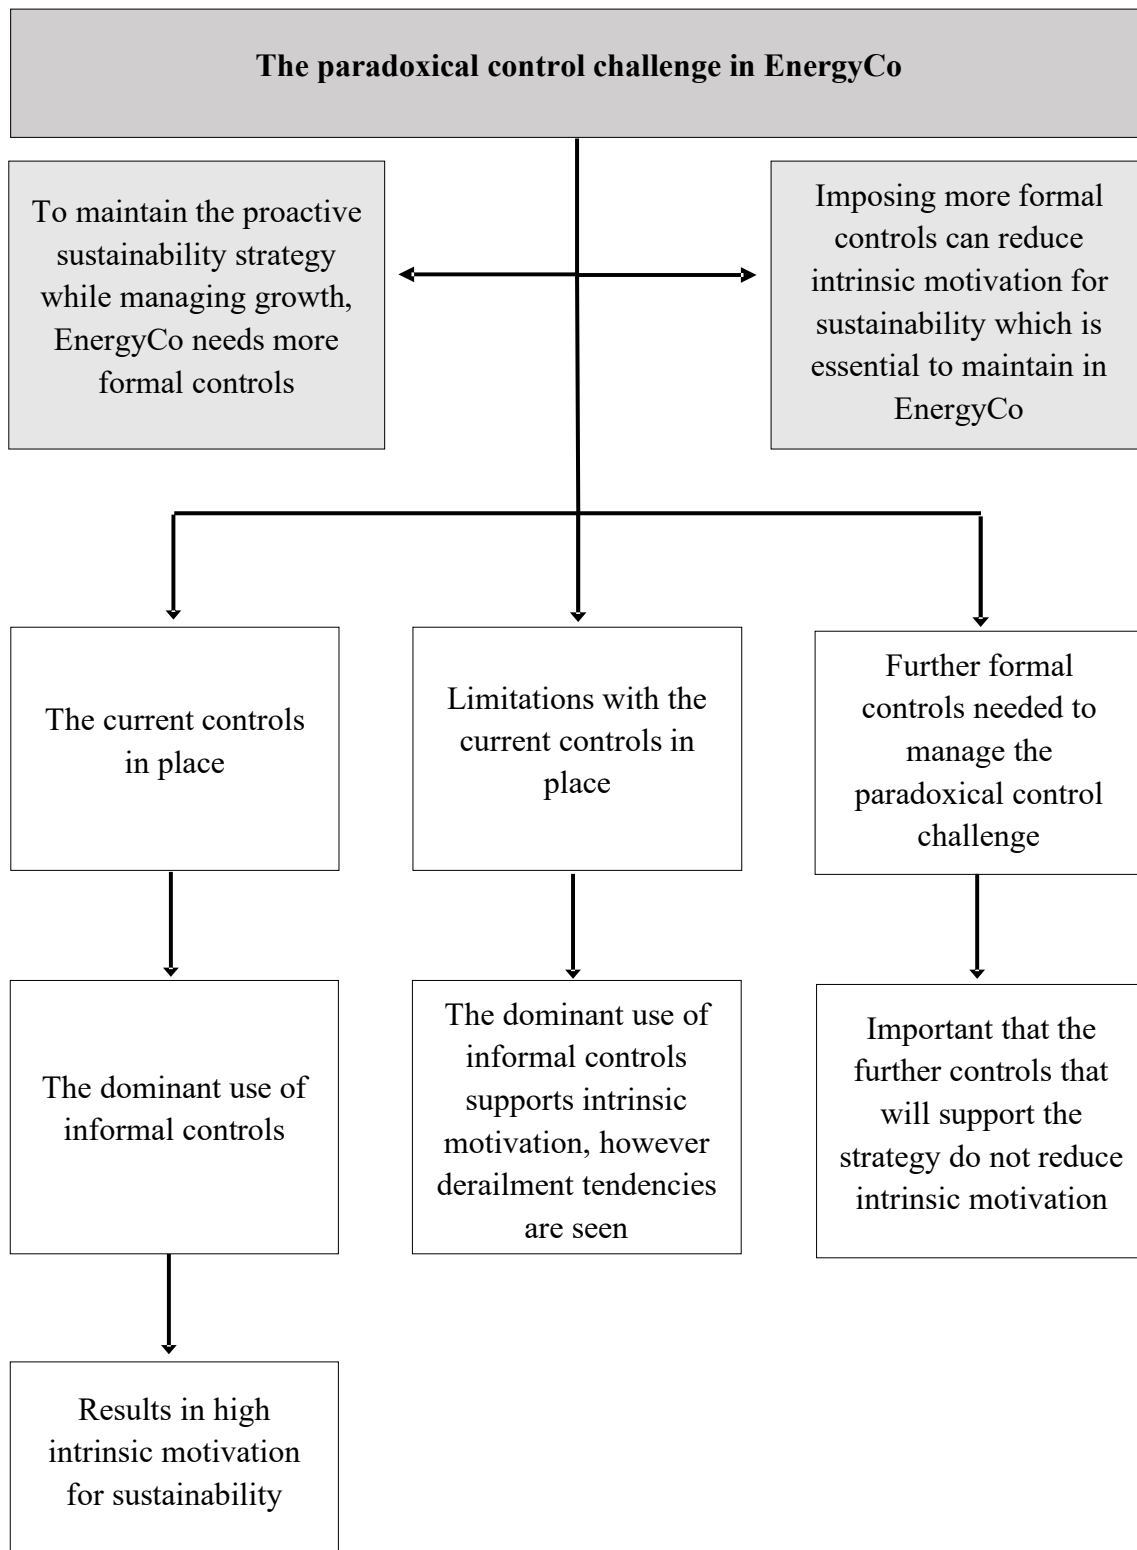 The paradoxical control challenge in EnergyCo
To maintain the proactive
sustainability strategy
while managing growth,
EnergyCo needs more
formal controls
Imposing more formal
controls can reduce
intrinsic motivation for
sustainability which is
essential to maintain in
EnergyCo
The current controls
in place
Limitations with the
current controls in
place
Further formal
controls needed to
manage the
paradoxical control
challenge
The dominant use of
informal controls
The dominant use of
informal controls
supports intrinsic
motivation, however
derailment tendencies
are seen
Important that the
further controls that
will support the
strategy do not reduce
intrinsic motivation
Results in high
intrinsic motivation
for sustainability